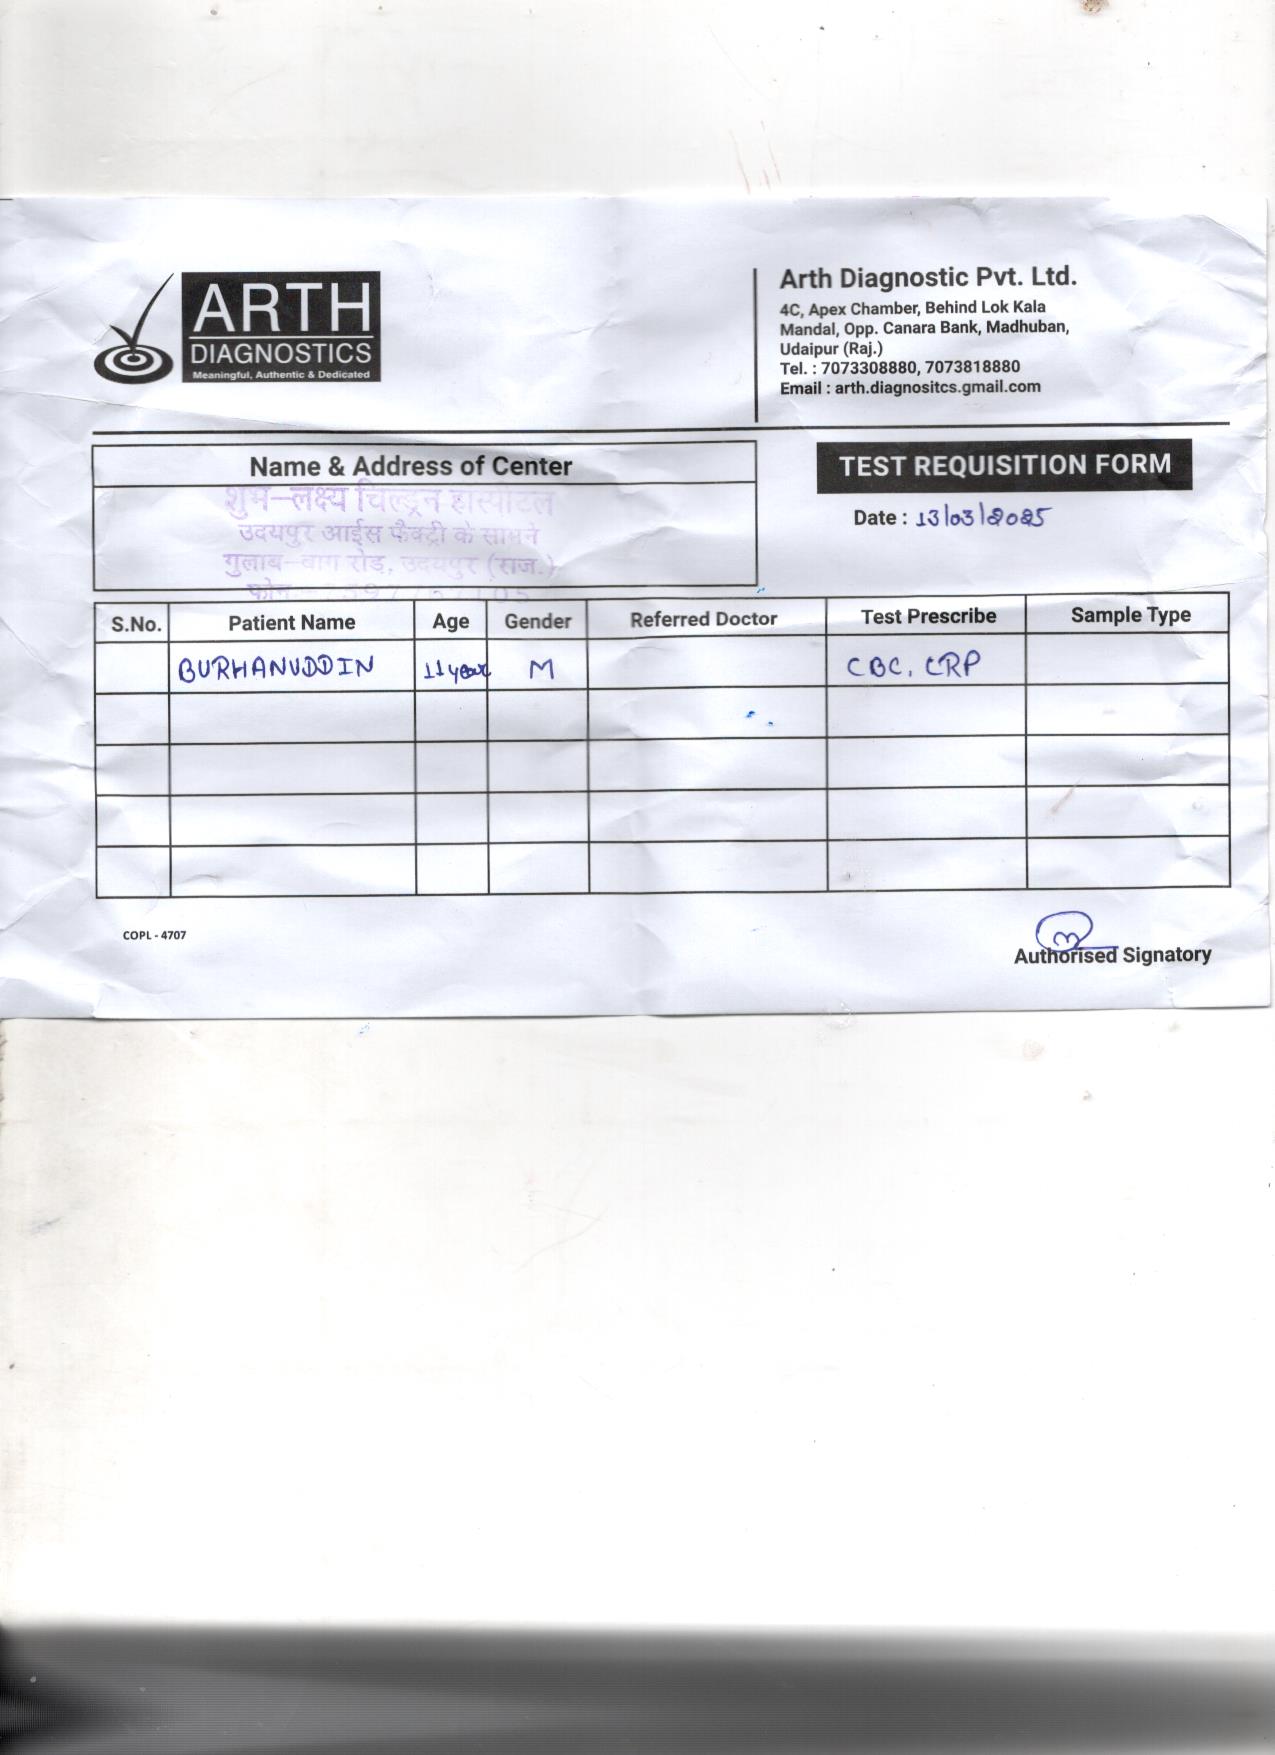 ARTH
DIAGNOSTICS
Meaningful, Authentic & Dedicated
Arth Diagnostic Pvt. Ltd.
4C, Apex Chamber, Behind Lok Kala
Mandal, Opp. Canara Bank, Madhuban,
Udaipur (Raj.)
Tel. : 7073308880, 7073818880
Email : arth.diagnositcs.gmail.com
Name & Address of Center
शुभ-लक्ष्य चिल्ड्रन हास्पीटल
उदयपुर आईस फैक्ट्री के सामने
गुलाब-बाग रोड़, उदयपुर (राज.)
फोन
TEST REQUISITION FORM
Date : 13/03/2025
S.No. Patient Name Age Gender Referred Doctor Test Prescribe Sample Type
BURHANUDDIN 11 year M CBC, CRP
COPL - 4707
Authorised Signatory